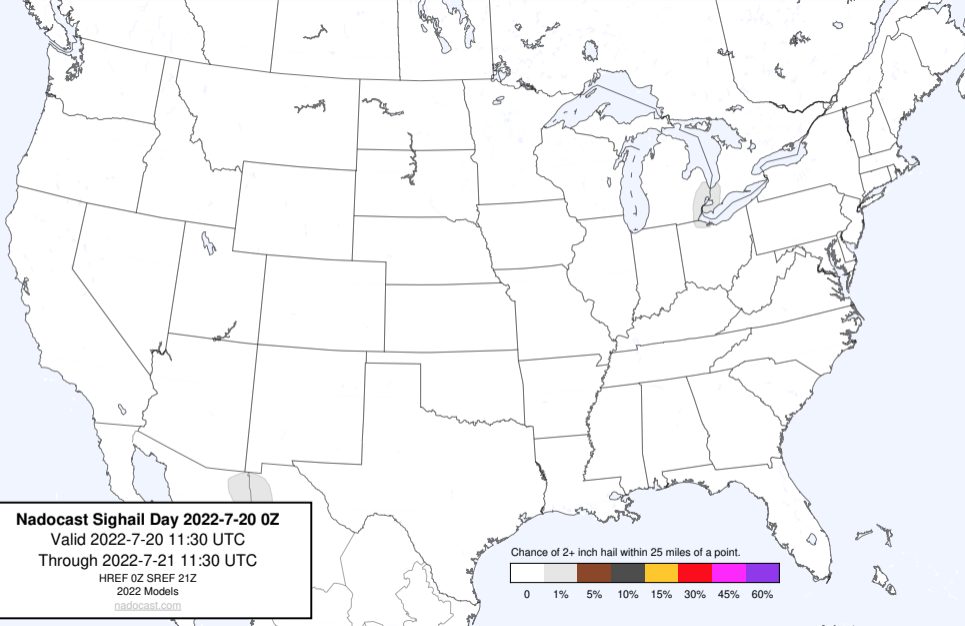 Nadocast Sighail Day 2022-7-20 0Z
Valid 2022-7-20 11:30 UTC
Through 2022-7-21 11:30 UTC
HREF 0Z SREF 21Z
2022 Models
nadocast.com
Chance of 2+ inch hail within 25 miles of a point.
0 1% 5% 10% 15% 30% 45% 60%